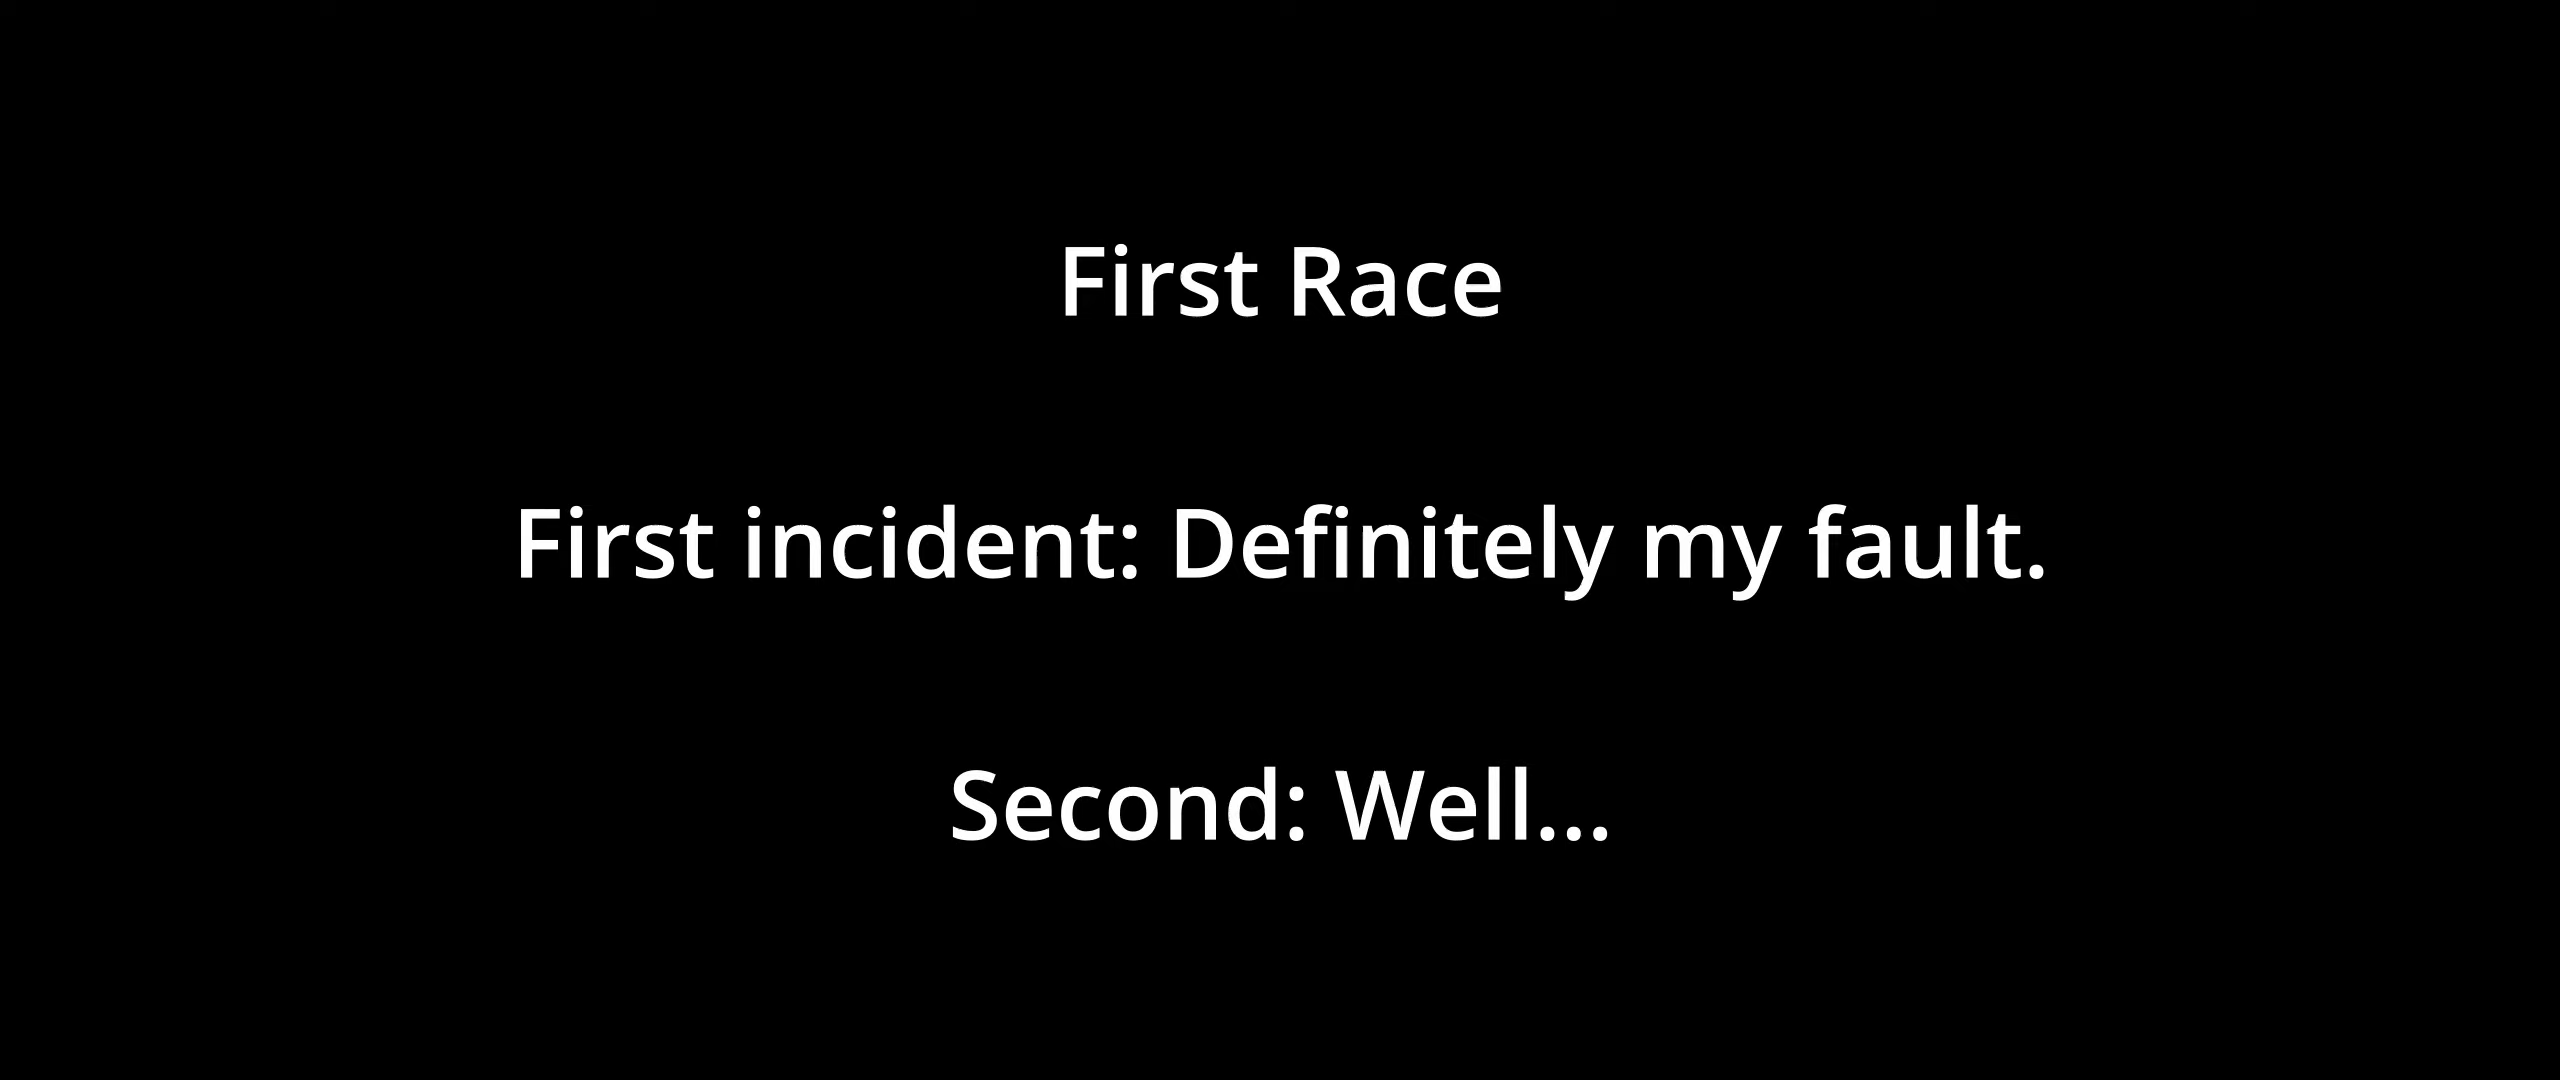 First Race
First incident: Definitely my fault.
Second: Well...